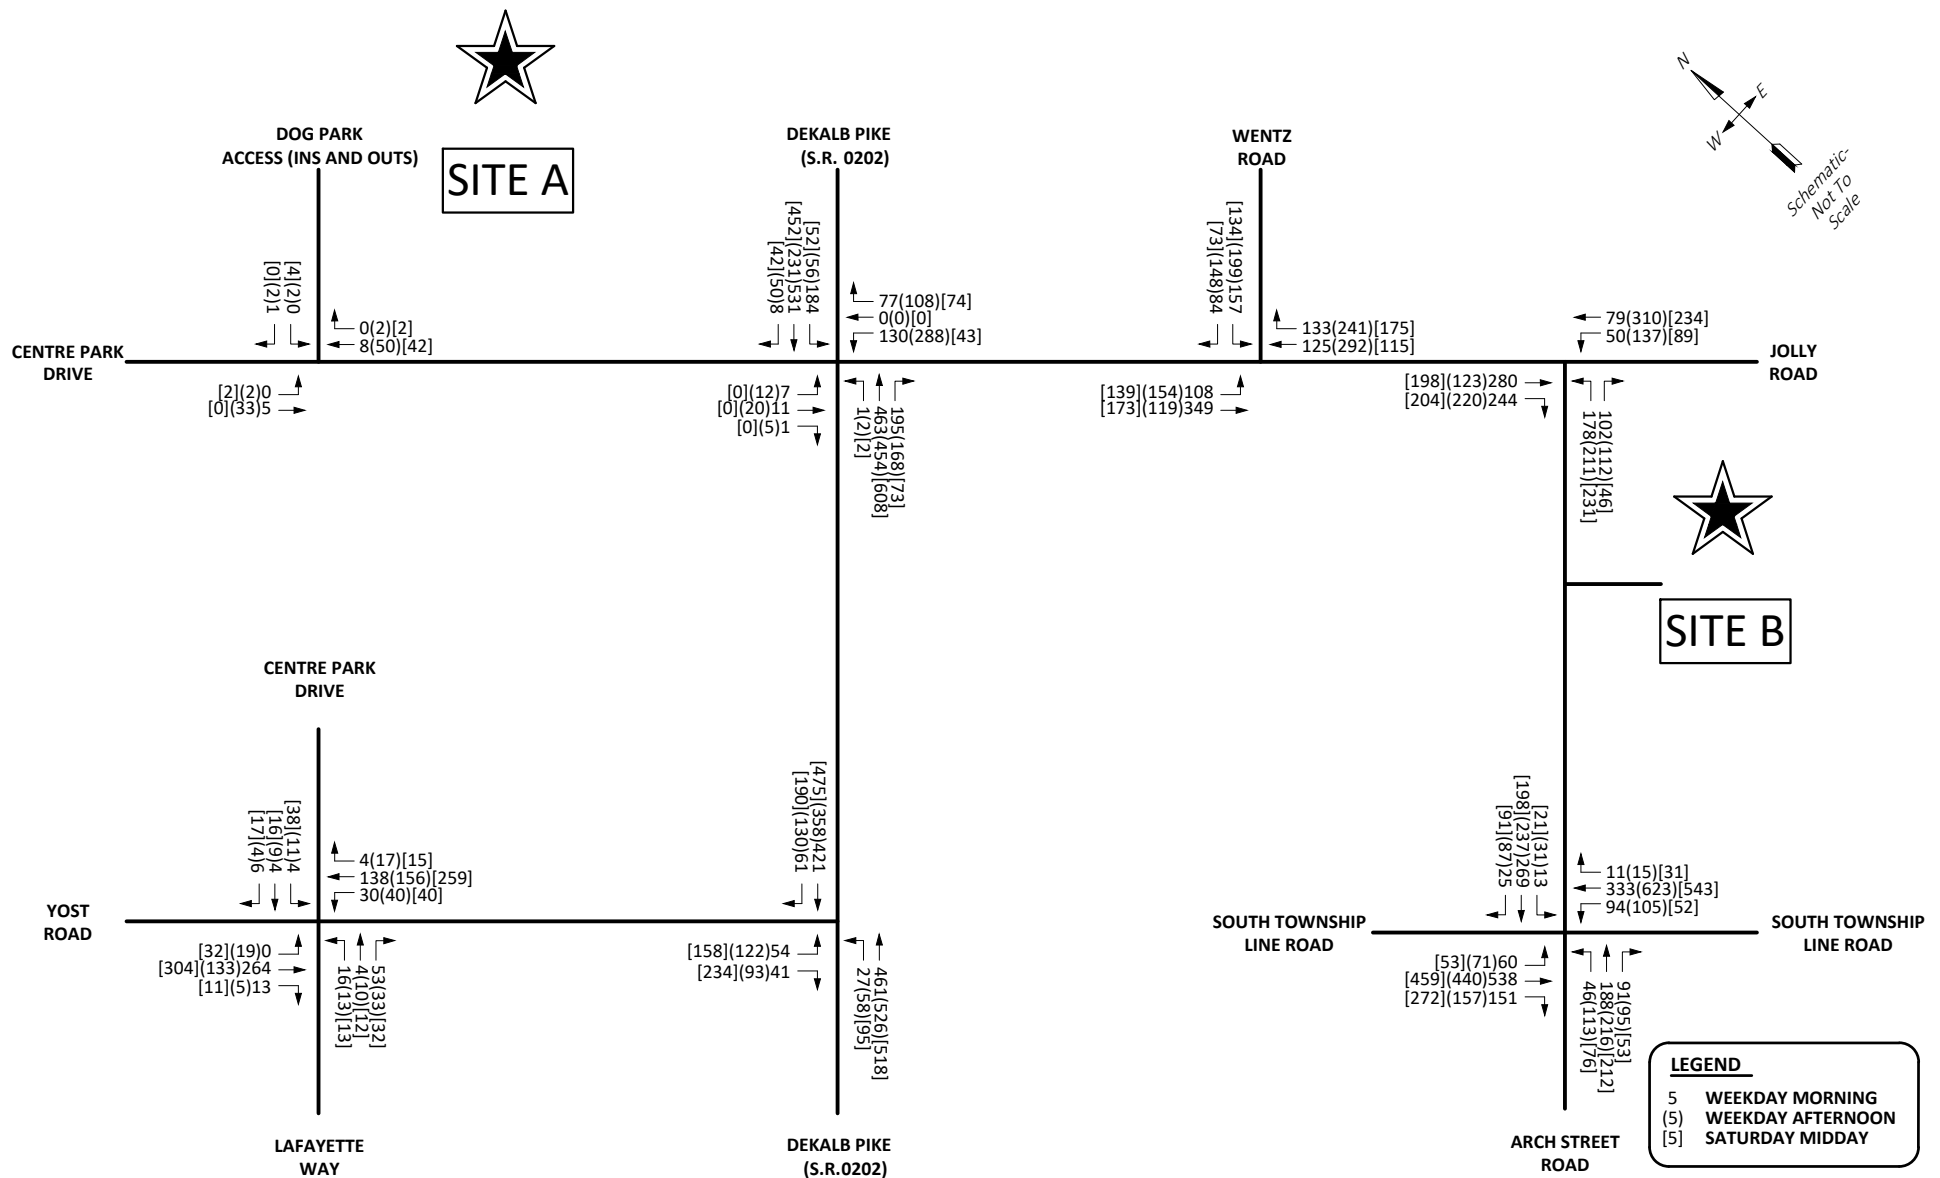 DOG PARK
ACCESS (INS AND OUTS)
SITE A
DEKALB PIKE
(S.R. 0202)
WENTZ
ROAD
N
E
W
Schematic-
Not To
Scale
[0](2)1
[4](2)0
0(2)[2]
8(50)[42]
CENTRE PARK
DRIVE
[2](2)0
[0](33)5
[42](50)8
[452](231)531
[52](56)184
77(108)[74]
0(0)[0]
130(288)[43]
[0](12)7
[0](20)11
[0](5)1
1(2)[2]
463(454)[608]
195(168)[73]
[73](148)84
[134](199)157
133(241)[175]
125(292)[115]
[139](154)108
[173](119)349
79(310)[234]
50(137)[89]
JOLLY
ROAD
[198](123)280
[204](220)244
178(211)[231]
102(112)[46]
SITE B
CENTRE PARK
DRIVE
[17](4)6
[16](9)4
[38](11)4
4(17)[15]
138(156)[259]
30(40)[40]
YOST
ROAD
[32](19)0
[304](133)264
[11](5)13
16(13)[13]
4(10)[12]
53(33)[32]
LAFAYETTE
WAY
[190](130)61
[475](358)421
[158](122)54
[234](93)41
27(58)[95]
461(526)[518]
DEKALB PIKE
(S.R.0202)
[91](87)25
[198](237)269
[21](31)13
11(15)[31]
333(623)[543]
94(105)[52]
SOUTH TOWNSHIP
LINE ROAD
SOUTH TOWNSHIP
LINE ROAD
[53](71)60
[459](440)538
[272](157)151
46(113)[76]
188(216)[212]
91(95)[53]
ARCH STREET
ROAD
LEGEND
5 WEEKDAY MORNING
(5) WEEKDAY AFTERNOON
[5] SATURDAY MIDDAY